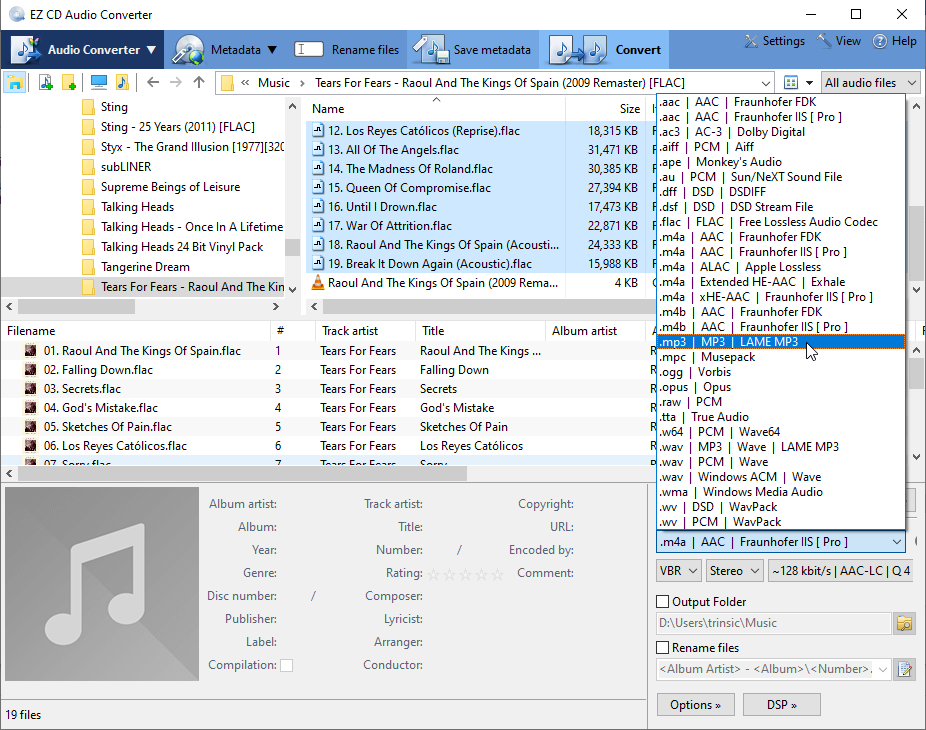 EZ CD Audio Converter
Audio Converter ▼
Metadata ▼
Rename files
Save metadata
Convert
Settings
View
Help
« Music › Tears For Fears - Raoul And The Kings Of Spain (2009 Remaster) [FLAC]
All audio files
Sting
Sting - 25 Years (2011) [FLAC]
Styx - The Grand Illusion [1977][320
subLINER
Supreme Beings of Leisure
Talking Heads
Talking Heads - Once In A Lifetime
Talking Heads 24 Bit Vinyl Pack
Tangerine Dream
Tears For Fears - Raoul And The Kin
Name Size
12. Los Reyes Católicos (Reprise).flac 18,315 KB
13. All Of The Angels.flac 31,471 KB
14. The Madness Of Roland.flac 30,385 KB
15. Queen Of Compromise.flac 27,394 KB
16. Until I Drown.flac 17,473 KB
17. War Of Attrition.flac 22,871 KB
18. Raoul And The Kings Of Spain (Acousti... 24,333 KB
19. Break It Down Again (Acoustic).flac 15,988 KB
Raoul And The Kings Of Spain (2009 Rema... 4 KB
.aac | AAC | Fraunhofer FDK
.aac | AAC | Fraunhofer IIS [ Pro ]
.ac3 | AC-3 | Dolby Digital
.aiff | PCM | Aiff
.ape | Monkey's Audio
.au | PCM | Sun/NeXT Sound File
.dff | DSD | DSDIFF
.dsf | DSD | DSD Stream File
.flac | FLAC | Free Lossless Audio Codec
.m4a | AAC | Fraunhofer FDK
.m4a | AAC | Fraunhofer IIS [ Pro ]
.m4a | ALAC | Apple Lossless
.m4a | Extended HE-AAC | Exhale
.m4a | xHE-AAC | Fraunhofer IIS [ Pro ]
.m4b | AAC | Fraunhofer FDK
.m4b | AAC | Fraunhofer IIS [ Pro ]
.mp3 | MP3 | LAME MP3
.mpc | Musepack
.ogg | Vorbis
.opus | Opus
.raw | PCM
.tta | True Audio
.w64 | PCM | Wave64
.wav | MP3 | Wave | LAME MP3
.wav | PCM | Wave
.wav | Windows ACM | Wave
.wma | Windows Media Audio
.wv | DSD | WavPack
.wv | PCM | WavPack
Filename # Track artist Title Album artist
01. Raoul And The Kings Of Spain.flac 1 Tears For Fears Raoul And The Kings ...
02. Falling Down.flac 2 Tears For Fears Falling Down
03. Secrets.flac 3 Tears For Fears Secrets
04. God's Mistake.flac 4 Tears For Fears God's Mistake
05. Sketches Of Pain.flac 5 Tears For Fears Sketches Of Pain
06. Los Reyes Católicos.flac 6 Tears For Fears Los Reyes Católicos
07. Sorry.flac 7 Tears For Fears Sorry
Album artist: Track artist: Copyright:
Album: Title: URL:
Year: Number: / Encoded by:
Genre: Rating: Comment:
Disc number: / Composer:
Publisher: Lyricist:
Label: Arranger:
Compilation: Conductor:
.m4a | AAC | Fraunhofer IIS [ Pro ]
VBR Stereo ~128 kbit/s | AAC-LC | Q 4
Output Folder
D:\Users\trinsic\Music
Rename files
<Album Artist> - <Album>\<Number>.
Options » DSP »
19 files